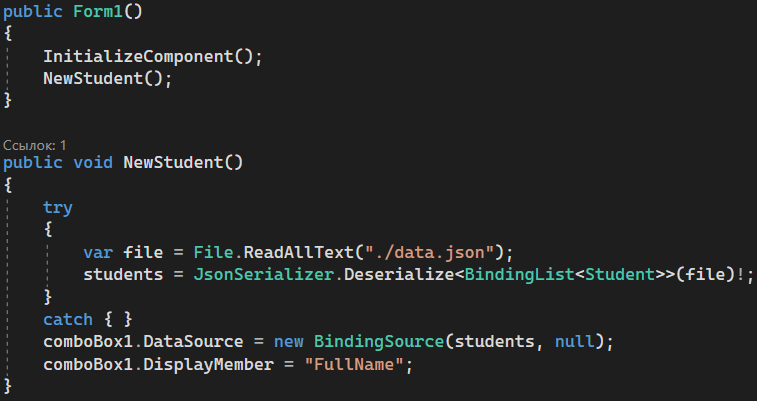 public Form1()
{
    InitializeComponent();
    NewStudent();
}
Ссылок: 1
public void NewStudent()
{
    try
    {
        var file = File.ReadAllText("./data.json");
        students = JsonSerializer.Deserialize<BindingList<Student>>(file)!;
    }
    catch { }
    comboBox1.DataSource = new BindingSource(students, null);
    comboBox1.DisplayMember = "FullName";
}